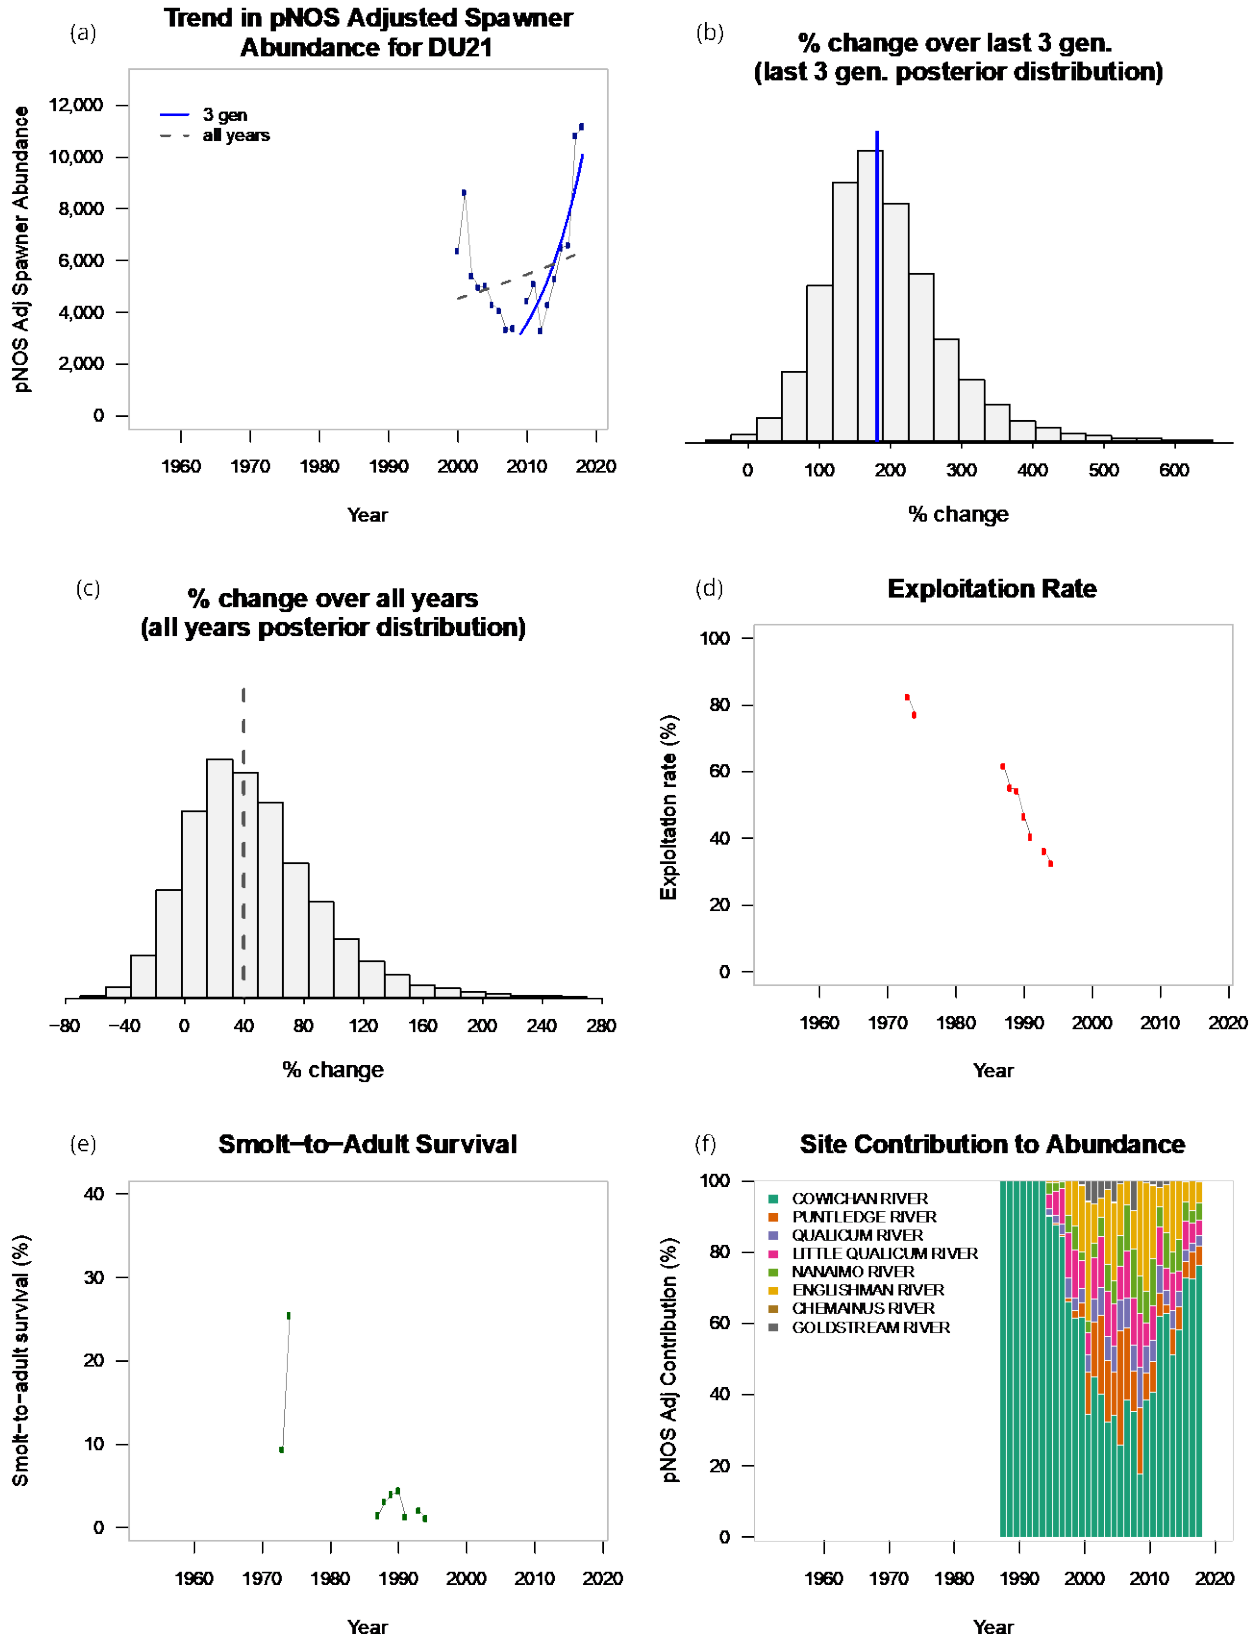 (a)
Trend in pNOS Adjusted Spawner
Abundance for DU21
pNOS Adj Spawner Abundance
12,000
10,000
8,000
6,000
4,000
2,000
0
3 gen
all years
1960 1970 1980 1990 2000 2010 2020
Year
(b)
% change over last 3 gen.
(last 3 gen. posterior distribution)
0 100 200 300 400 500 600
% change
(c)
% change over all years
(all years posterior distribution)
−80 −40 0 40 80 120 160 200 240 280
% change
(d)
Exploitation Rate
Exploitation rate (%)
100
80
60
40
20
0
1960 1970 1980 1990 2000 2010 2020
Year
(e)
Smolt−to−Adult Survival
Smolt−to−adult survival (%)
40
30
20
10
0
1960 1970 1980 1990 2000 2010 2020
Year
(f)
Site Contribution to Abundance
pNOS Adj Contribution (%)
100
80
60
40
20
0
COWICHAN RIVER
PUNTLEDGE RIVER
QUALICUM RIVER
LITTLE QUALICUM RIVER
NANAIMO RIVER
ENGLISHMAN RIVER
CHEMAINUS RIVER
GOLDSTREAM RIVER
1960 1970 1980 1990 2000 2010 2020
Year